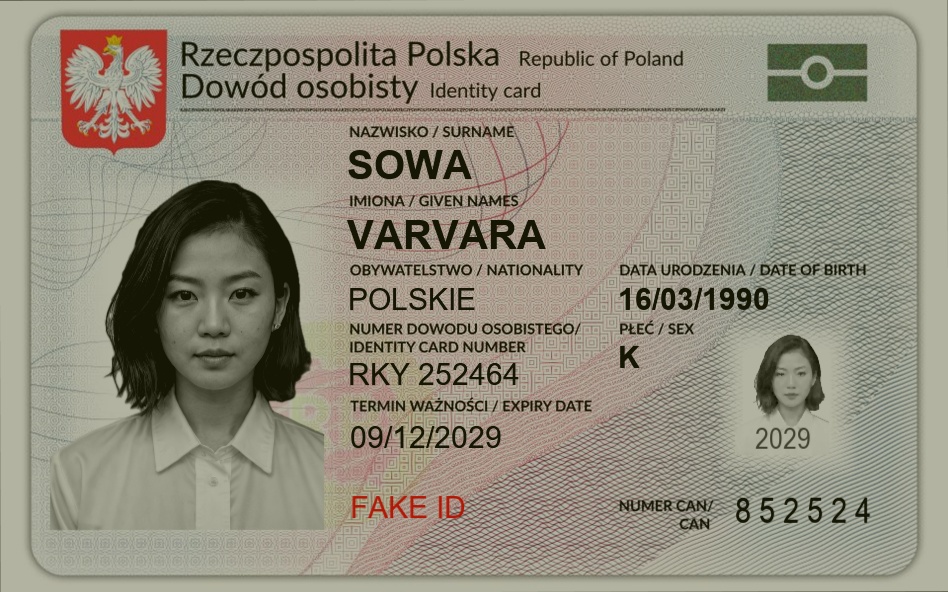 Rzeczpospolita Polska Republic of Poland
Dowód osobisty Identity card
NAZWISKO / SURNAME
SOWA
IMIONA / GIVEN NAMES
VARVARA
OBYWATELSTWO / NATIONALITY
POLSKIE
DATA URODZENIA / DATE OF BIRTH
16/03/1990
NUMER DOWODU OSOBISTEGO/
IDENTITY CARD NUMBER
RKY 252464
PŁEĆ / SEX
K
TERMIN WAŻNOŚCI / EXPIRY DATE
09/12/2029
2029
FAKE ID
NUMER CAN/
CAN
852524